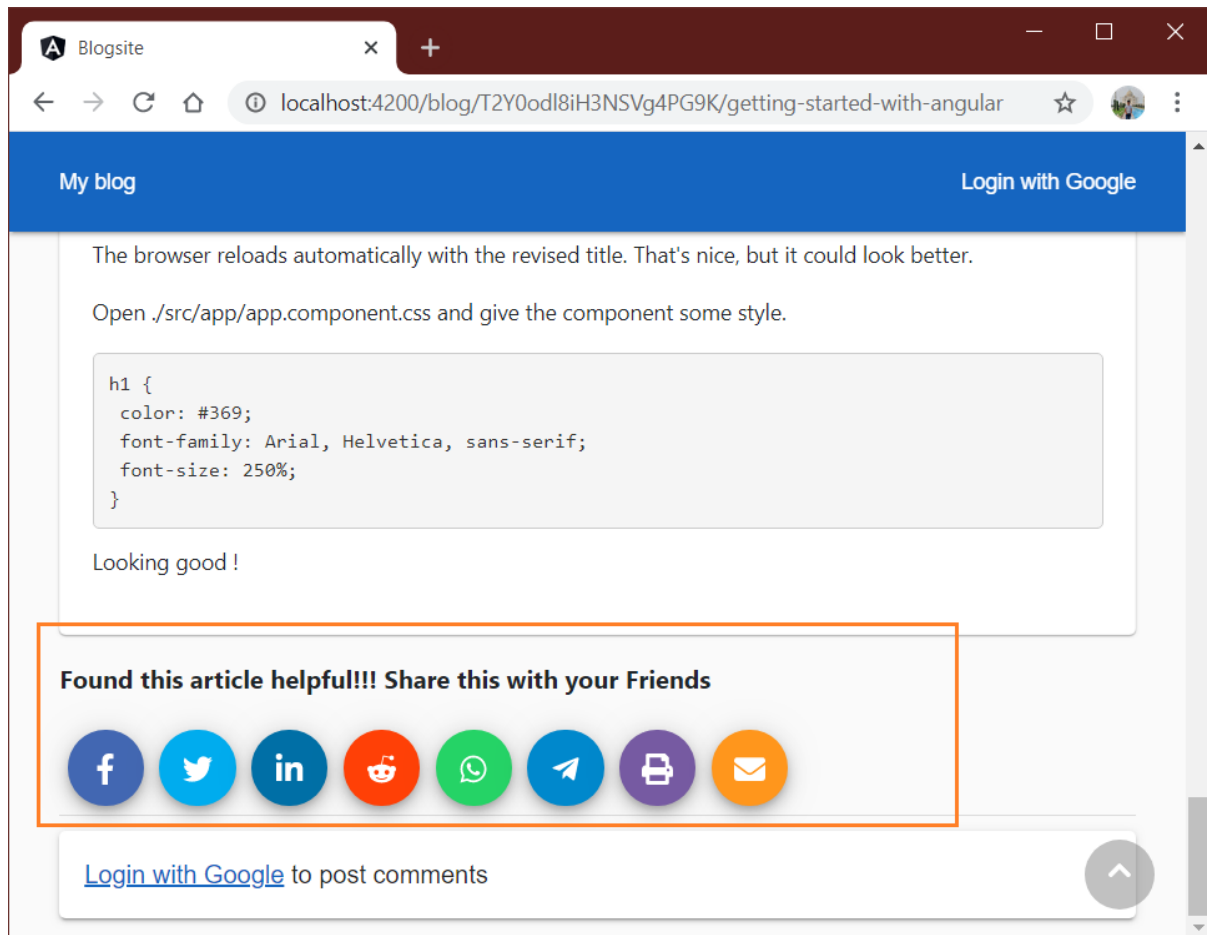 Blogsite
localhost:4200/blog/T2Y0odl8iH3NSVg4PG9K/getting-started-with-angular
My blog
Login with Google
The browser reloads automatically with the revised title. That's nice, but it could look better.
Open ./src/app/app.component.css and give the component some style.
h1 {
 color: #369;
 font-family: Arial, Helvetica, sans-serif;
 font-size: 250%;
}
Looking good !
Found this article helpful!!! Share this with your Friends
f
in
Login with Google to post comments